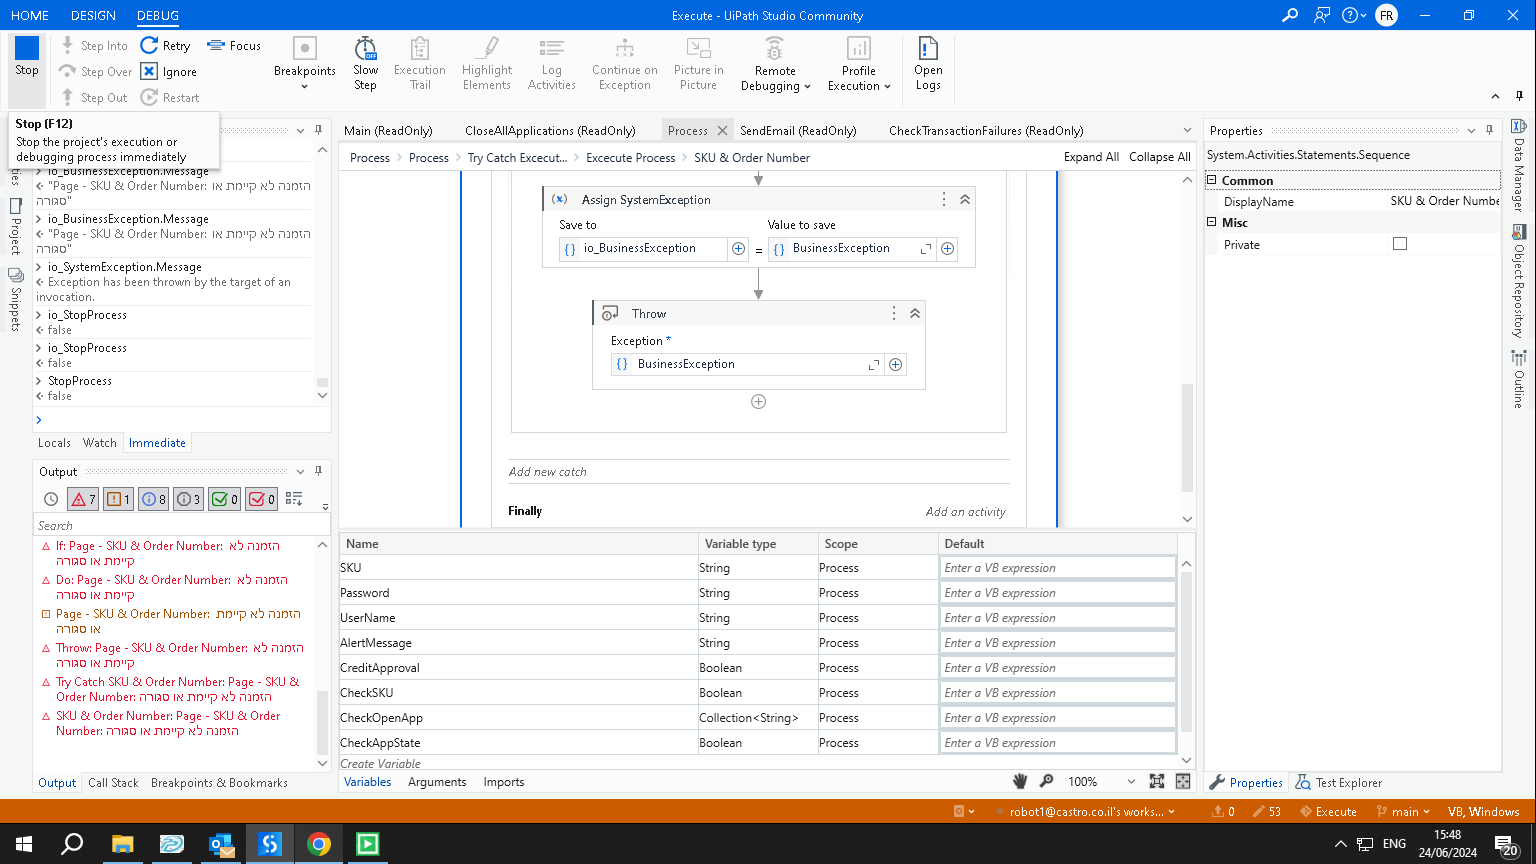 HOME DESIGN DEBUG
Execute - UiPath Studio Community
FR
Stop
Step Into
Step Over
Step Out
Retry
Ignore
Restart
Focus
Breakpoints
Slow
Step
Execution
Trail
Highlight
Elements
Log
Activities
Continue on
Exception
Picture in
Picture
Remote
Debugging
Profile
Execution
Open
Logs
Stop (F12)
Stop the project's execution or
debugging process immediately
io_BusinessException.Message
"Page - SKU & Order Number: הזמנה לא קיימת או
סגורה"
io_BusinessException.Message
"Page - SKU & Order Number: הזמנה לא קיימת או
סגורה"
io_SystemException.Message
Exception has been thrown by the target of an
invocation.
io_StopProcess
false
io_StopProcess
false
StopProcess
false
Locals Watch Immediate
Project
Snippets
Output
7 1 8 3 0 0
Search
If: Page - SKU & Order Number: הזמנה לא
קיימת או סגורה
Do: Page - SKU & Order Number: הזמנה לא
קיימת או סגורה
Page - SKU & Order Number: הזמנה לא קיימת
או סגורה
Throw: Page - SKU & Order Number: הזמנה לא
קיימת או סגורה
Try Catch SKU & Order Number: Page - SKU &
Order Number: הזמנה לא קיימת או סגורה
SKU & Order Number: Page - SKU & Order
Number: הזמנה לא קיימת או סגורה
Output Call Stack Breakpoints & Bookmarks
Main (ReadOnly) CloseAllApplications (ReadOnly) Process SendEmail (ReadOnly) CheckTransactionFailures (ReadOnly)
Process Process Try Catch Excecut... Excecute Process SKU & Order Number
Expand All Collapse All
Assign SystemException
Save to Value to save
io_BusinessException = BusinessException
Throw
Exception *
BusinessException
Add new catch
Finally Add an activity
Name Variable type Scope Default
SKU String Process Enter a VB expression
Password String Process Enter a VB expression
UserName String Process Enter a VB expression
AlertMessage String Process Enter a VB expression
CreditApproval Boolean Process Enter a VB expression
CheckSKU Boolean Process Enter a VB expression
CheckOpenApp Collection<String> Process Enter a VB expression
CheckAppState Boolean Process Enter a VB expression
Create Variable
Variables Arguments Imports
100%
Properties
System.Activities.Statements.Sequence
Common
DisplayName SKU & Order Numbe
Misc
Private
Properties Test Explorer
Data Manager
Object Repository
Outline
robot1@castro.co.il's works... 0 53 Execute main VB, Windows
ENG
15:48
24/06/2024
20